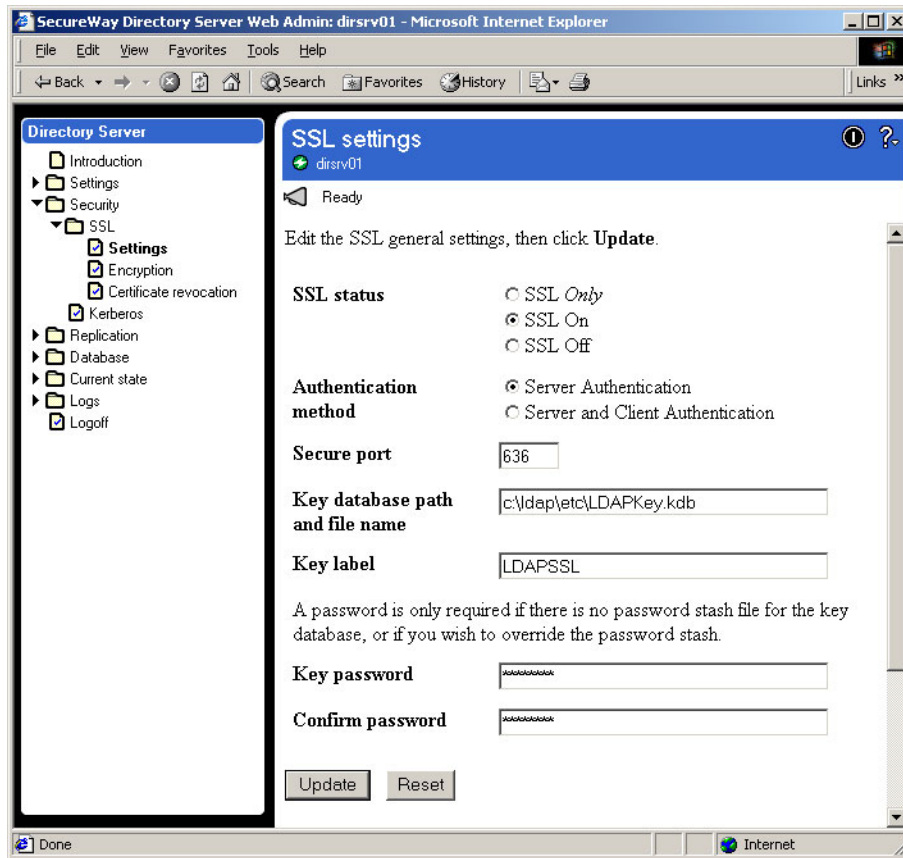 SecureWay Directory Server Web Admin: dirsrv01 - Microsoft Internet Explorer
File Edit View Favorites Tools Help
Back Search Favorites History Links »
Directory Server
Introduction
Settings
Security
SSL
Settings
Encryption
Certificate revocation
Kerberos
Replication
Database
Current state
Logs
Logoff
SSL settings
dirsrv01
Ready
Edit the SSL general settings, then click Update.
SSL status
SSL Only
SSL On
SSL Off
Authentication
method
Server Authentication
Server and Client Authentication
Secure port
636
Key database path
and file name
c:\ldap\etc\LDAPKey.kdb
Key label
LDAPSSL
A password is only required if there is no password stash file for the key
database, or if you wish to override the password stash.
Key password
********
Confirm password
********
Update
Reset
Done
Internet